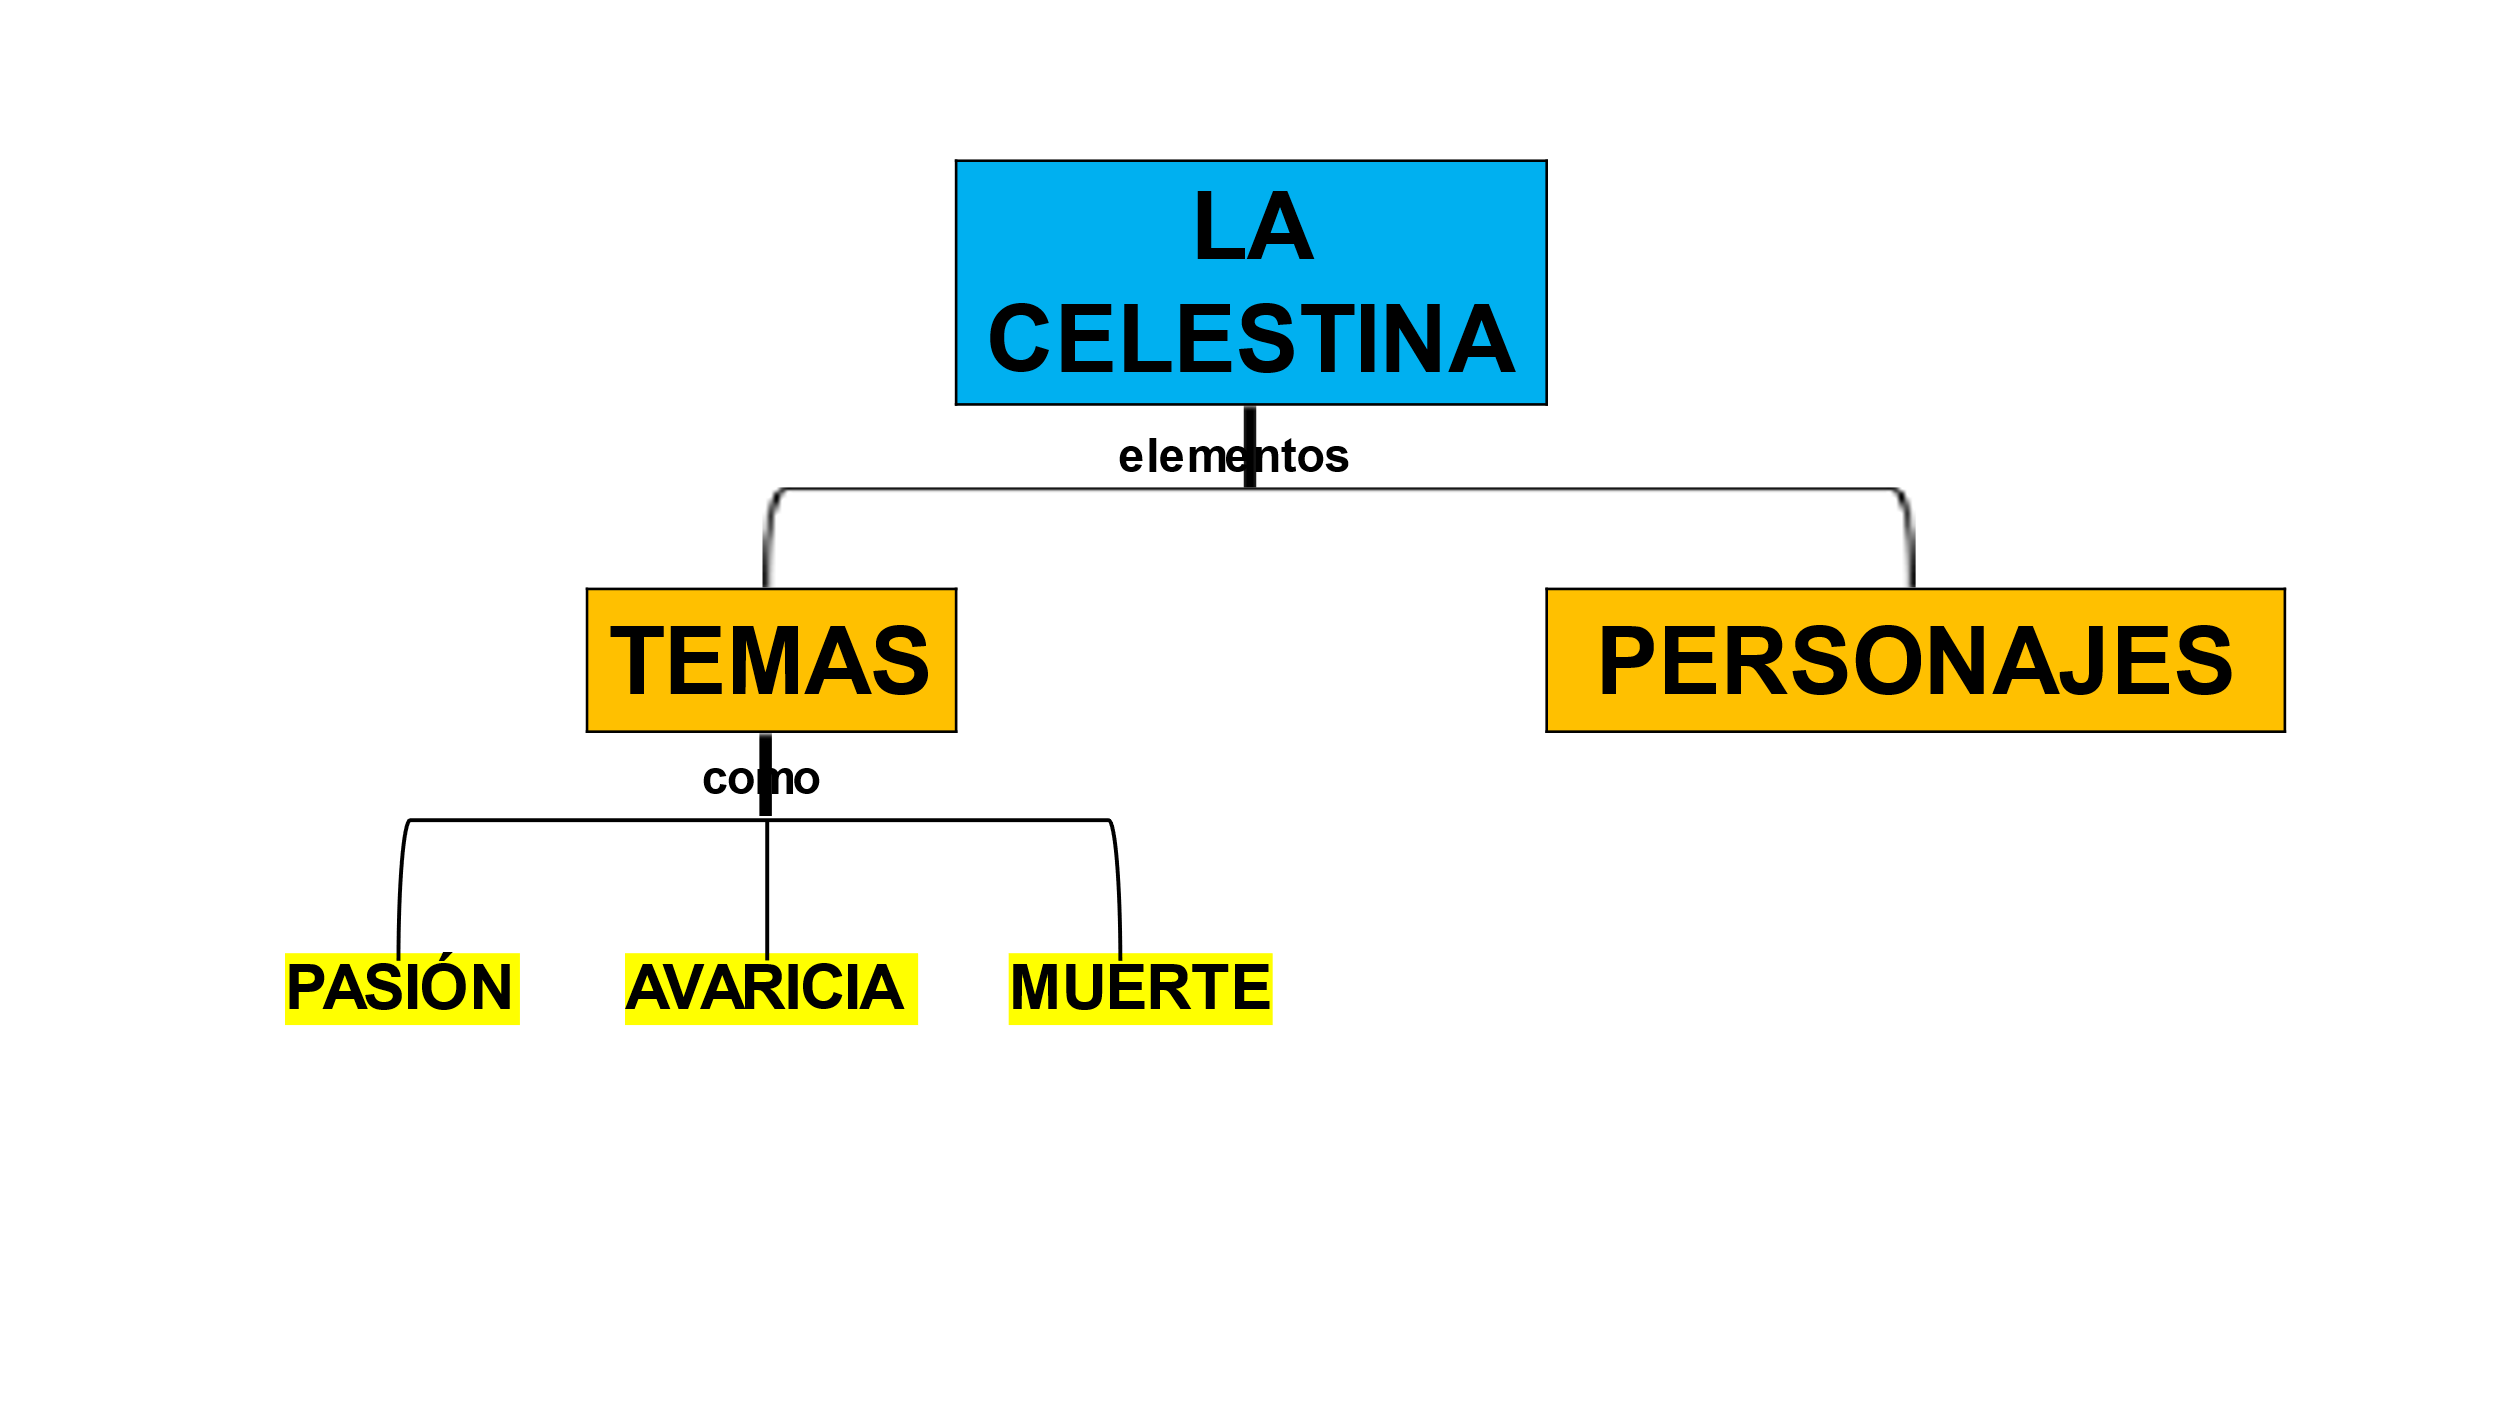 LA
CELESTINA
elementos
TEMAS
PERSONAJES
como
PASIÓN
AVARICIA
MUERTE